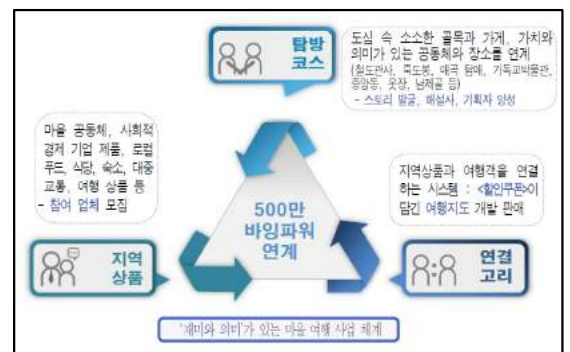 탐방
코스
도심 속 소소한 골목과 가게, 가치와
의미가 있는 공동체와 장소를 연계
(철도관사, 죽도봉, 매곡 탐매, 기독교박물관,
중앙동, 옷장, 남제골 등)
- 스토리 발굴, 해설사, 기획자 양성
마을 공동체, 사회적
경제 기업 제품, 로컬
푸드, 식당, 숙소, 대중
교통, 여행 상품 등
- 참여 업체 모집
지역상품과 여행객을 연결
하는 시스템 : <할인쿠폰>이
담긴 여행지도 개발 판매
500만
바잉파워
연계
지역
상품
연결
고리
'재미와 의미'가 있는 마을 여행 사업 체계